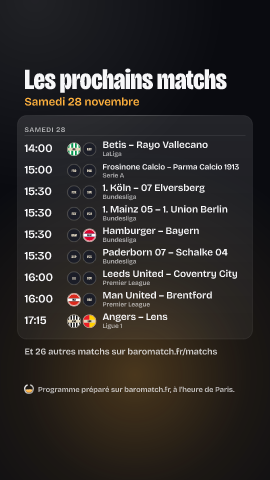 Les prochains matchs
Samedi 28 novembre
SAMEDI 28
14:00 Betis – Rayo Vallecano
LaLiga
15:00 Frosinone Calcio – Parma Calcio 1913
Serie A
15:30 1. Köln – 07 Elversberg
Bundesliga
15:30 1. Mainz 05 – 1. Union Berlin
Bundesliga
15:30 Hamburger – Bayern
Bundesliga
15:30 Paderborn 07 – Schalke 04
Bundesliga
16:00 Leeds United – Coventry City
Premier League
16:00 Man United – Brentford
Premier League
17:15 Angers – Lens
Ligue 1
Et 26 autres matchs sur baromatch.fr/matchs
Programme préparé sur baromatch.fr, à l'heure de Paris.